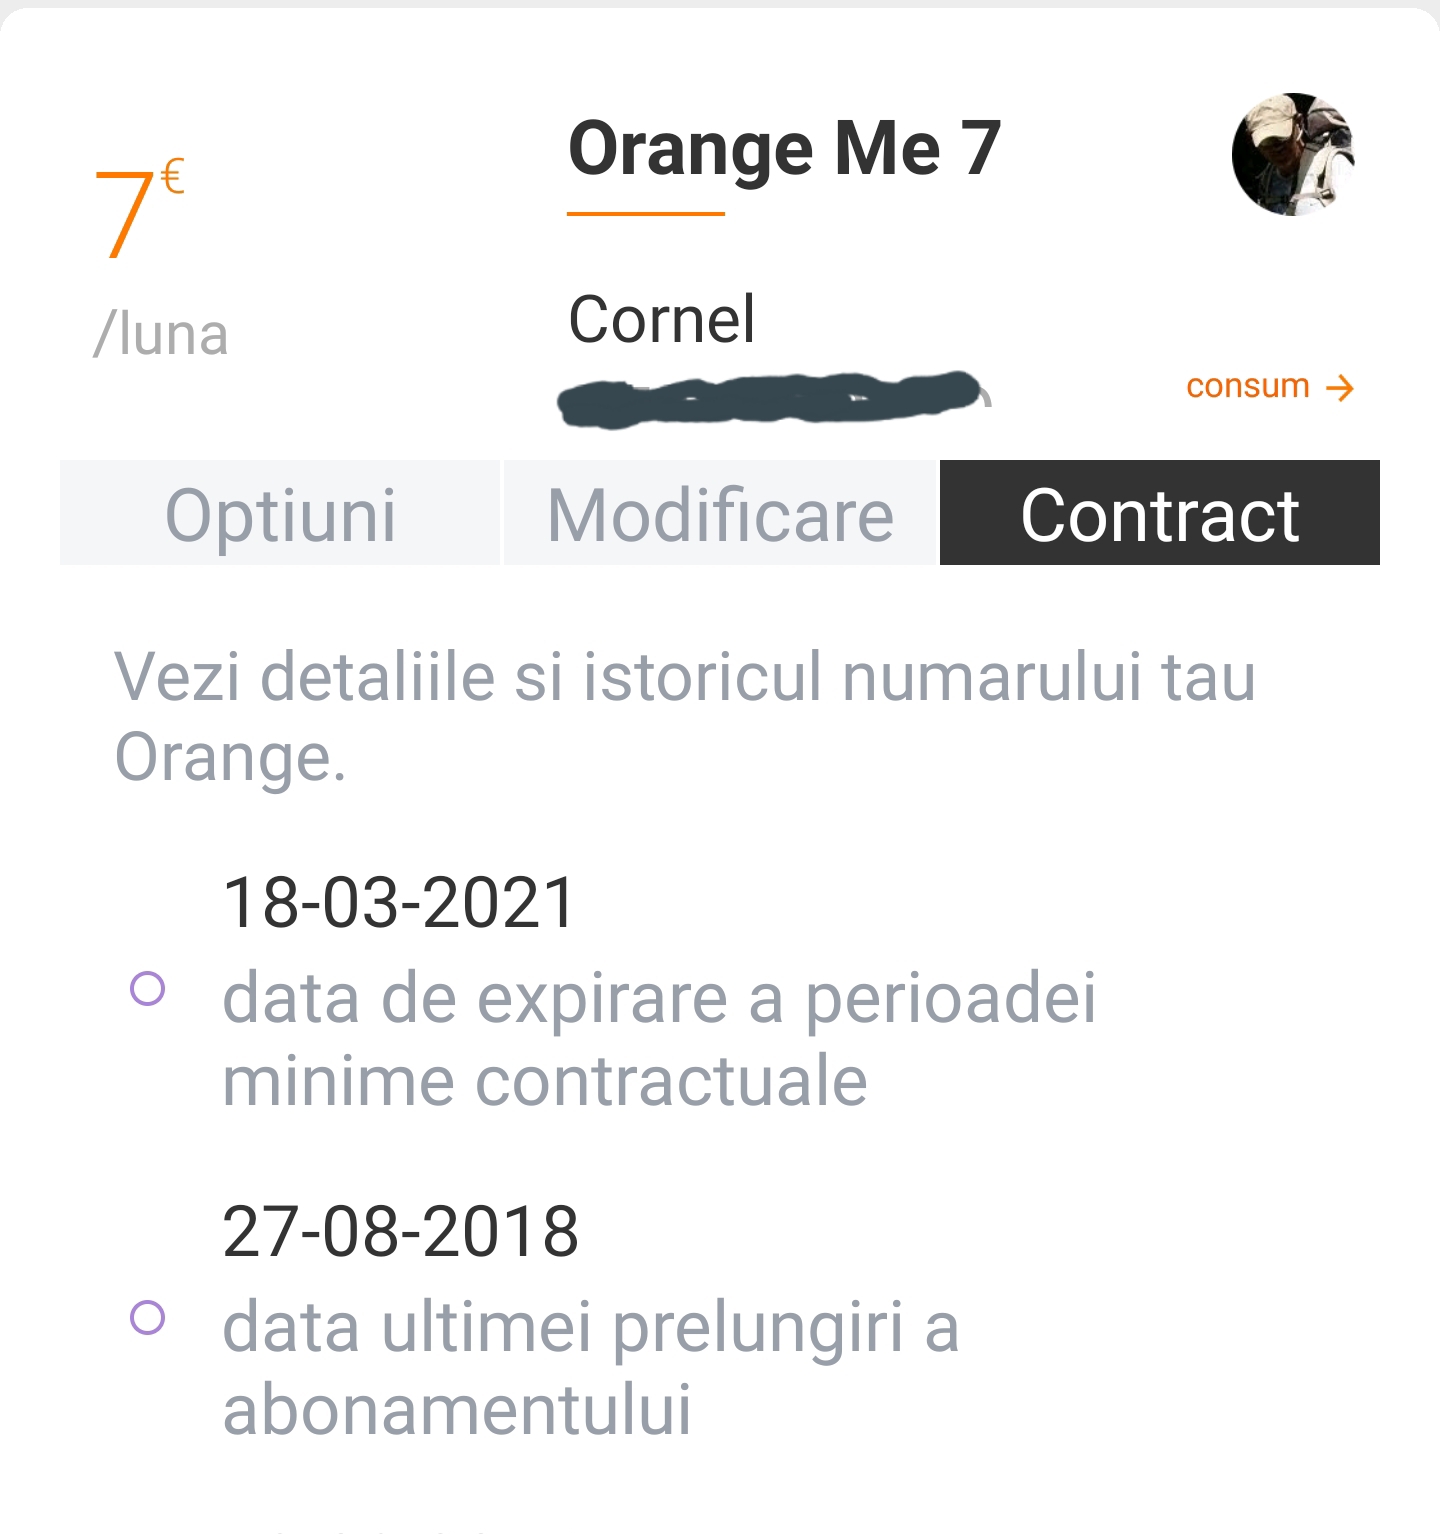 7€
/luna
Orange Me 7
Cornel
consum →
Optiuni
Modificare
Contract
Vezi detaliile si istoricul numarului tau
Orange.
18-03-2021
data de expirare a perioadei
minime contractuale
27-08-2018
data ultimei prelungiri a
abonamentului